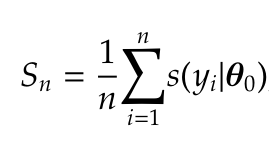 $S_n = \frac{1}{n}\sum_{i=1}^{n} s(y_i|\boldsymbol{\theta}_0)$